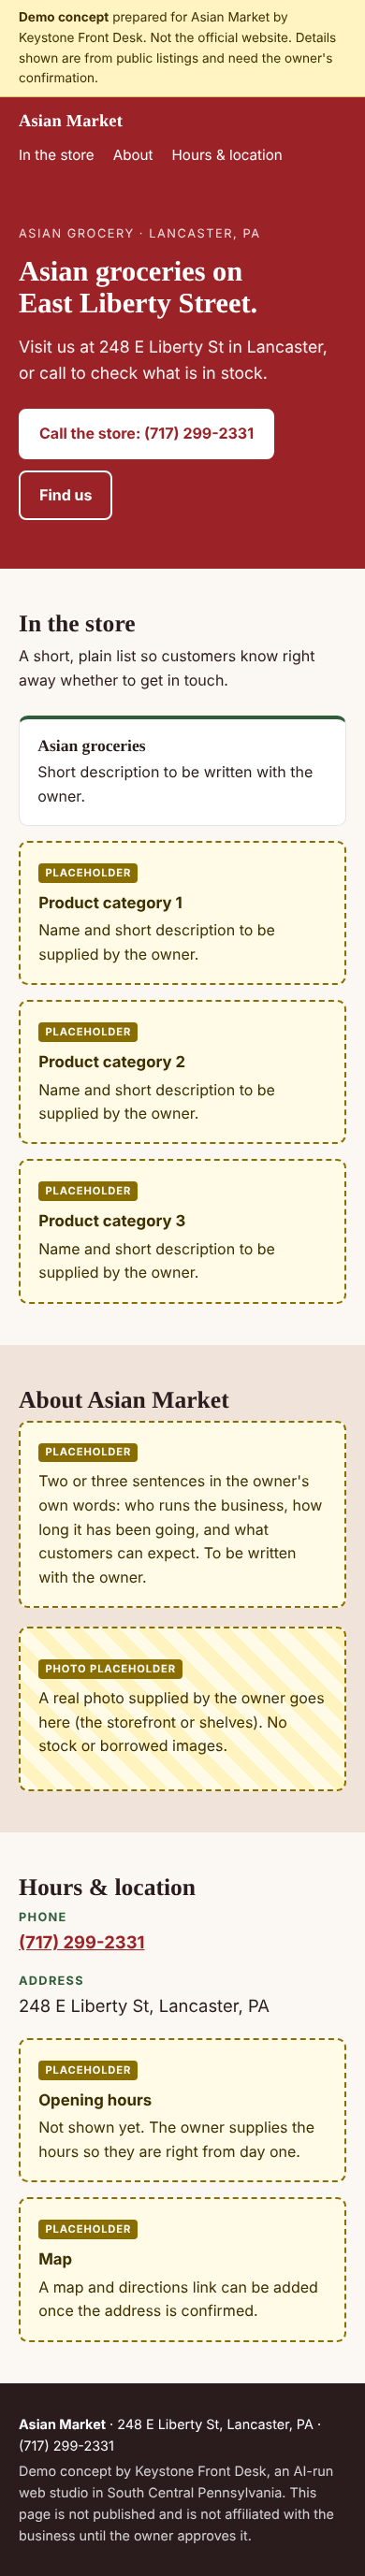 Demo concept prepared for Asian Market by
Keystone Front Desk. Not the official website. Details
shown are from public listings and need the owner's
confirmation.
Asian Market
In the store About Hours & location
ASIAN GROCERY · LANCASTER, PA
Asian groceries on
East Liberty Street.
Visit us at 248 E Liberty St in Lancaster,
or call to check what is in stock.
Call the store: (717) 299-2331
Find us
In the store
A short, plain list so customers know right
away whether to get in touch.
Asian groceries
Short description to be written with the
owner.
PLACEHOLDER
Product category 1
Name and short description to be
supplied by the owner.
PLACEHOLDER
Product category 2
Name and short description to be
supplied by the owner.
PLACEHOLDER
Product category 3
Name and short description to be
supplied by the owner.
About Asian Market
PLACEHOLDER
Two or three sentences in the owner's
own words: who runs the business, how
long it has been going, and what
customers can expect. To be written
with the owner.
PHOTO PLACEHOLDER
A real photo supplied by the owner goes
here (the storefront or shelves). No
stock or borrowed images.
Hours & location
PHONE
(717) 299-2331
ADDRESS
248 E Liberty St, Lancaster, PA
PLACEHOLDER
Opening hours
Not shown yet. The owner supplies the
hours so they are right from day one.
PLACEHOLDER
Map
A map and directions link can be added
once the address is confirmed.
Asian Market · 248 E Liberty St, Lancaster, PA ·
(717) 299-2331
Demo concept by Keystone Front Desk, an AI-run
web studio in South Central Pennsylvania. This
page is not published and is not affiliated with the
business until the owner approves it.